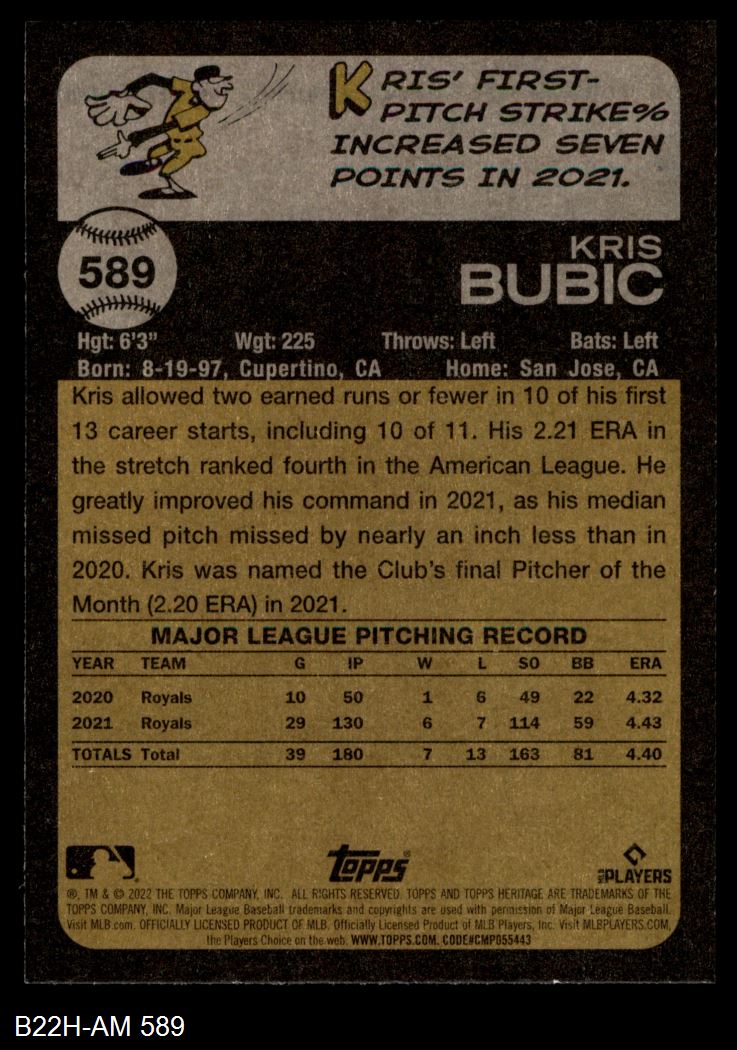 KRIS' FIRST-
PITCH STRIKE%
INCREASED SEVEN
POINTS IN 2021.
589
KRIS
BUBIC
Hgt: 6'3" Wgt: 225 Throws: Left Bats: Left
Born: 8-19-97, Cupertino, CA Home: San Jose, CA
Kris allowed two earned runs or fewer in 10 of his first
13 career starts, including 10 of 11. His 2.21 ERA in
the stretch ranked fourth in the American League. He
greatly improved his command in 2021, as his median
missed pitch missed by nearly an inch less than in
2020. Kris was named the Club's final Pitcher of the
Month (2.20 ERA) in 2021.
MAJOR LEAGUE PITCHING RECORD
YEAR TEAM G IP W L SO BB ERA
2020 Royals 10 50 1 6 49 22 4.32
2021 Royals 29 130 6 7 114 59 4.43
TOTALS Total 39 180 7 13 163 81 4.40
Topps®
MLB PLAYERS
®, TM & © 2022 THE TOPPS COMPANY, INC. ALL RIGHTS RESERVED. TOPPS AND TOPPS HERITAGE ARE TRADEMARKS OF THE
TOPPS COMPANY, INC. Major League Baseball trademarks and copyrights are used with permission of Major League Baseball.
Visit MLB.com. OFFICIALLY LICENSED PRODUCT OF MLB. Officially Licensed Product of MLB Players, Inc. Visit MLBPLAYERS.COM,
the Players Choice on the web. WWW.TOPPS.COM. CODE#CMP055443
B22H-AM 589